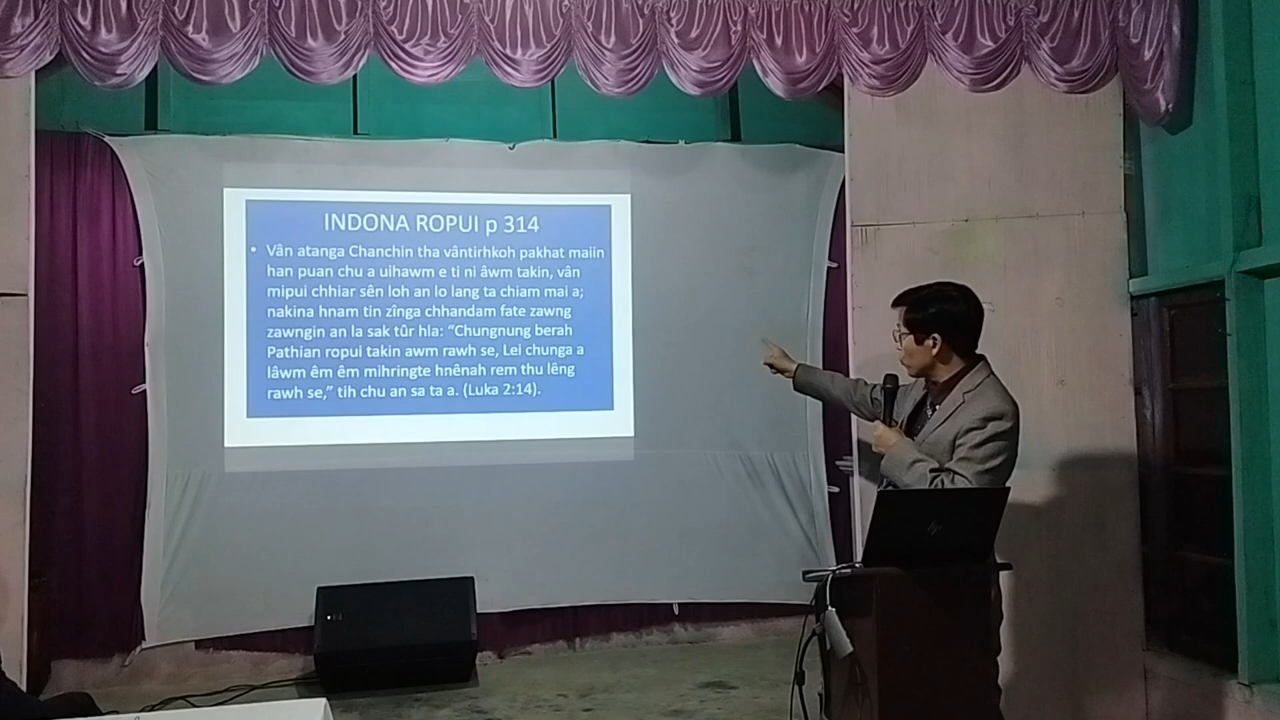 INDONA ROPUI p 314
• Vân atanga Chanchin tha vântirhkoh pakhat maiin
han puan chu a uihawm e ti ni âwm takin, vân
mipui chhiar sên loh an lo lang ta chiam mai a;
nakina hnam tin zînga chhandam fate zawng
zawngin an la sak tûr hla: “Chungnung berah
Pathian ropui takin awm rawh se, Lei chunga a
lâwm êm êm mihringte hnênah rem thu lêng
rawh se,” tih chu an sa ta a. (Luka 2:14).
hp